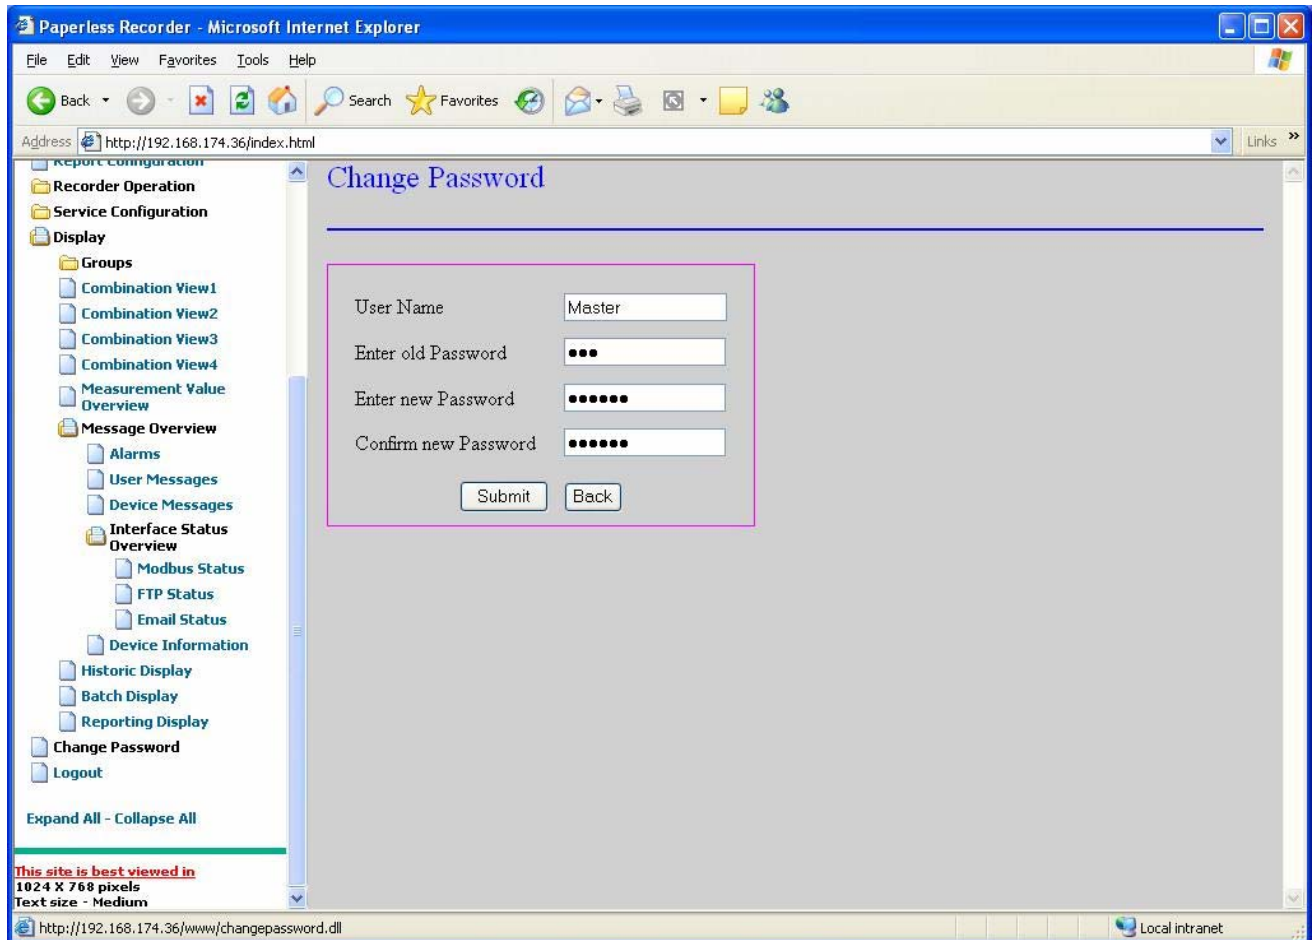 Paperless Recorder - Microsoft Internet Explorer
File Edit View Favorites Tools Help
Back Search Favorites
Address http://192.168.174.36/index.html Links »
Report Configuration
Recorder Operation
Service Configuration
Display
Groups
Combination View1
Combination View2
Combination View3
Combination View4
Measurement Value
Overview
Message Overview
Alarms
User Messages
Device Messages
Interface Status
Overview
Modbus Status
FTP Status
Email Status
Device Information
Historic Display
Batch Display
Reporting Display
Change Password
Logout
Expand All - Collapse All
This site is best viewed in
1024 X 768 pixels
Text size - Medium
Change Password
User Name Master
Enter old Password •••
Enter new Password ••••••
Confirm new Password ••••••
Submit Back
http://192.168.174.36/www/changepassword.dll Local intranet